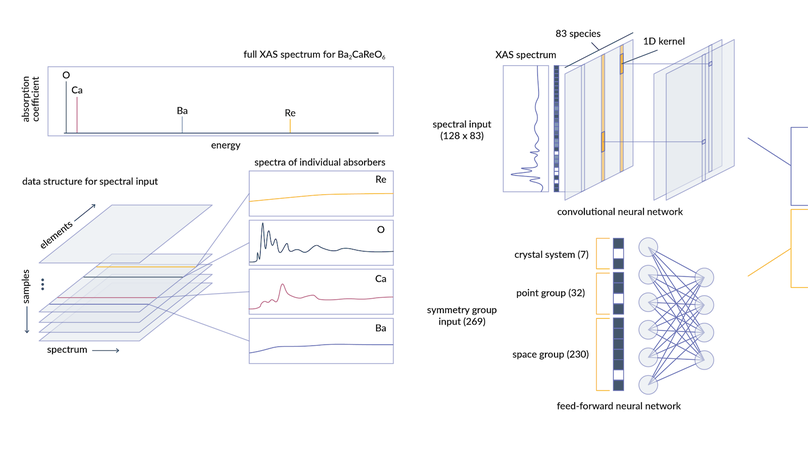 full XAS spectrum for Ba₂CaReO₆
absorption
coefficient
O
Ca
Ba
Re
energy
spectra of individual absorbers
data structure for spectral input
Re
O
Ca
Ba
elements
samples
spectrum
83 species
1D kernel
XAS spectrum
spectral input
(128 x 83)
convolutional neural network
crystal system (7)
point group (32)
symmetry group
input (269)
space group (230)
feed-forward neural network